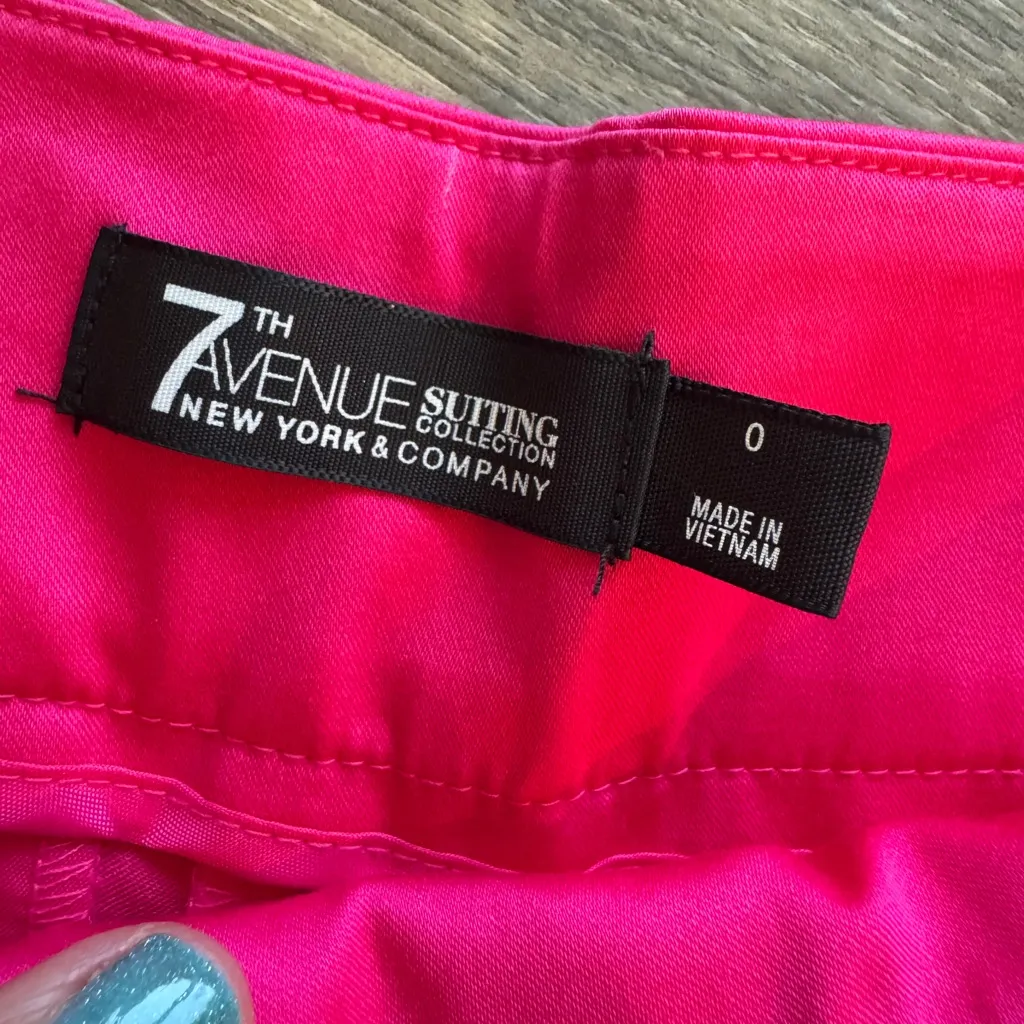 7TH
AVENUE SUITING
COLLECTION
NEW YORK & COMPANY
0
MADE IN
VIETNAM